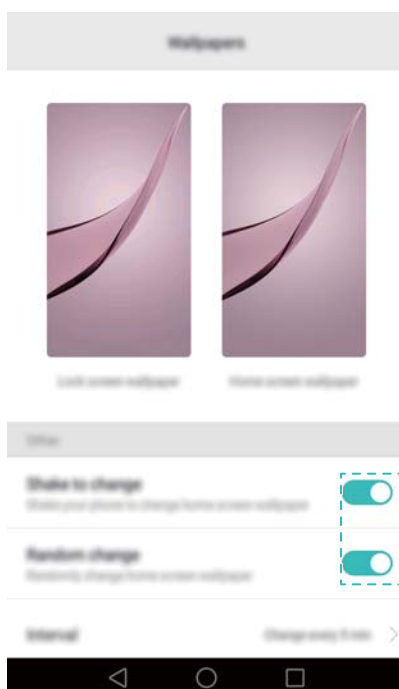 Wallpapers
Lock screen wallpaper
Home screen wallpaper
Other
Shake to change
Shake your phone to change home screen wallpaper
Random change
Randomly change home screen wallpaper
Interval
Change every 5 min